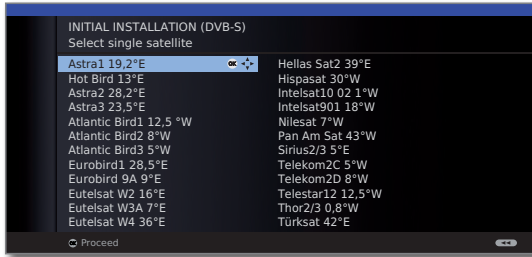 INITIAL INSTALLATION (DVB-S)
Select single satellite
Astra1 19,2°E OK
Hot Bird 13°E
Astra2 28,2°E
Astra3 23,5°E
Atlantic Bird1 12,5 °W
Atlantic Bird2 8°W
Atlantic Bird3 5°W
Eurobird1 28,5°E
Eurobird 9A 9°E
Eutelsat W2 16°E
Eutelsat W3A 7°E
Eutelsat W4 36°E
Hellas Sat2 39°E
Hispasat 30°W
Intelsat10 02 1°W
Intelsat901 18°W
Nilesat 7°W
Pan Am Sat 43°W
Sirius2/3 5°E
Telekom2C 5°W
Telekom2D 8°W
Telestar12 12,5°W
Thor2/3 0,8°W
Türksat 42°E
OK Proceed